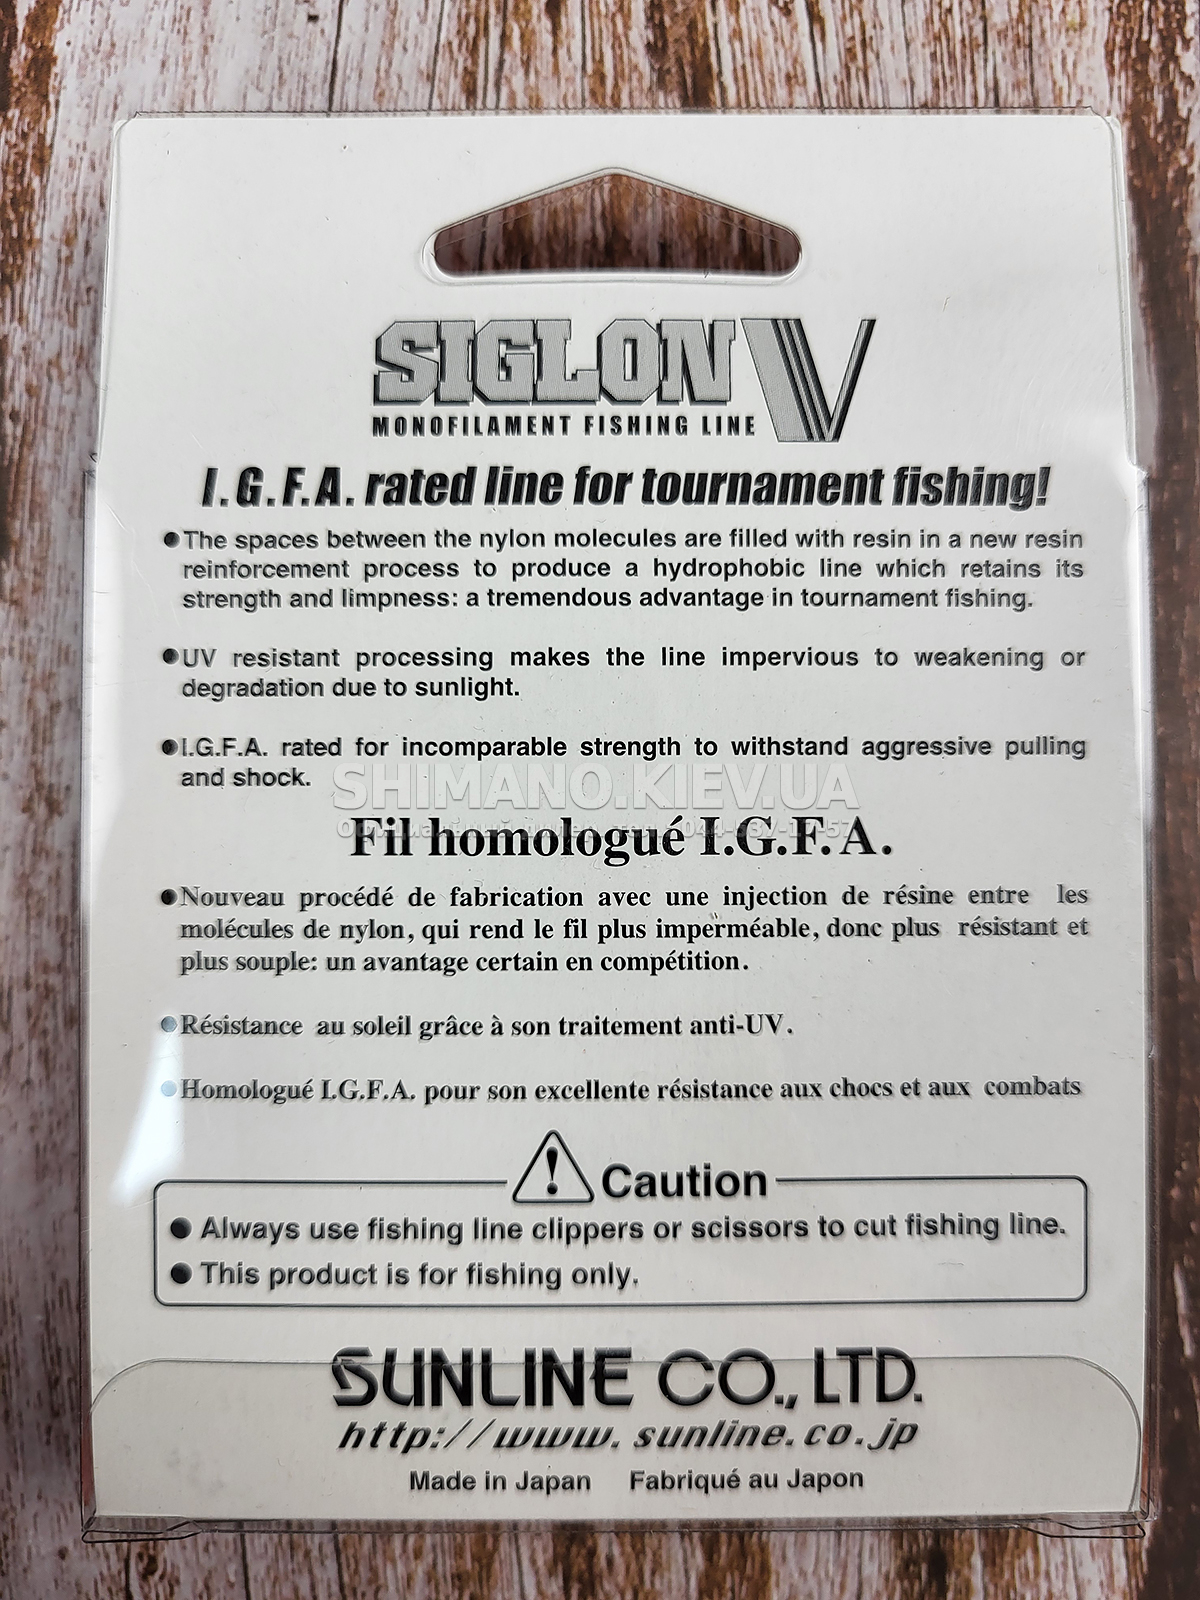 SIGLON V
MONOFILAMENT FISHING LINE
I.G.F.A. rated line for tournament fishing!
●The spaces between the nylon molecules are filled with resin in a new resin
reinforcement process to produce a hydrophobic line which retains its
strength and limpness: a tremendous advantage in tournament fishing.
●UV resistant processing makes the line impervious to weakening or
degradation due to sunlight.
●I.G.F.A. rated for incomparable strength to withstand aggressive pulling
and shock.
SHIMANO.KIEV.UA
Официальный дилер, тел.: 044-537-17-57
Fil homologué I.G.F.A.
●Nouveau procédé de fabrication avec une injection de résine entre les
molécules de nylon, qui rend le fil plus imperméable, donc plus résistant et
plus souple: un avantage certain en compétition.
●Résistance au soleil grâce à son traitement anti-UV.
●Homologué I.G.F.A. pour son excellente résistance aux chocs et aux combats
Caution
● Always use fishing line clippers or scissors to cut fishing line.
● This product is for fishing only.
SUNLINE CO., LTD.
http://www.sunline.co.jp
Made in Japan Fabriqué au Japon